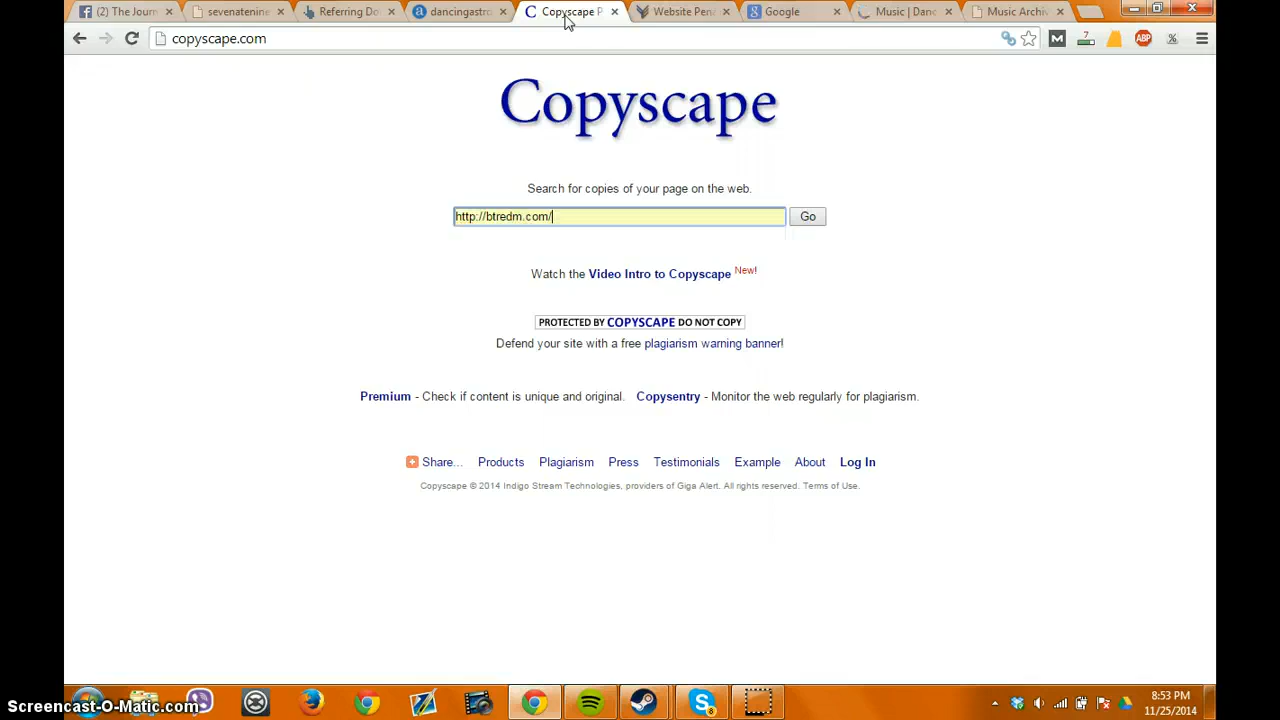 (2) The Journ
sevenatenine
Referring Do
dancingastro
Copyscape P
Website Pen
Google
Music | Danc
Music Archiv
copyscape.com
M
7
ABP
%
Copyscape
Search for copies of your page on the web.
http://btredm.com/
Go
Watch the Video Intro to Copyscape New!
PROTECTED BY COPYSCAPE DO NOT COPY
Defend your site with a free plagiarism warning banner!
Premium - Check if content is unique and original. Copysentry - Monitor the web regularly for plagiarism.
Share... Products Plagiarism Press Testimonials Example About Log In
Copyscape © 2014 Indigo Stream Technologies, providers of Giga Alert. All rights reserved. Terms of Use.
8:53 PM
11/25/2014
Screencast-O-Matic.com